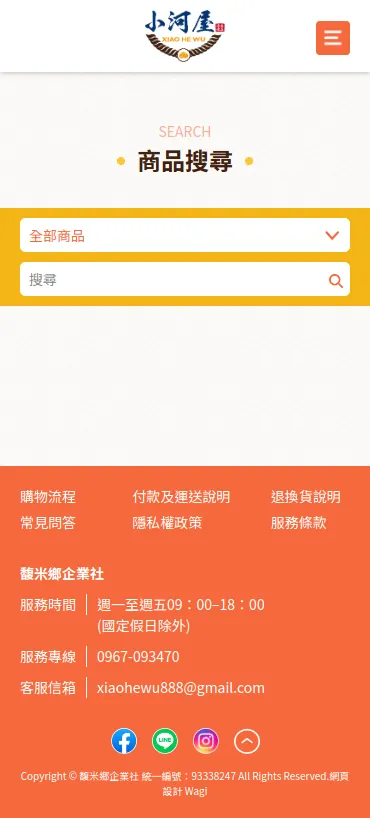 小河屋
XIAO HE WU
SEARCH
商品搜尋
全部商品
搜尋
購物流程 付款及運送說明 退換貨說明
常見問答 隱私權政策 服務條款
馥米鄉企業社
服務時間 週一至週五09：00–18：00
(國定假日除外)
服務專線 0967-093470
客服信箱 xiaohewu888@gmail.com
LINE
Copyright © 馥米鄉企業社 統一編號：93338247 All Rights Reserved.網頁
設計 Wagi